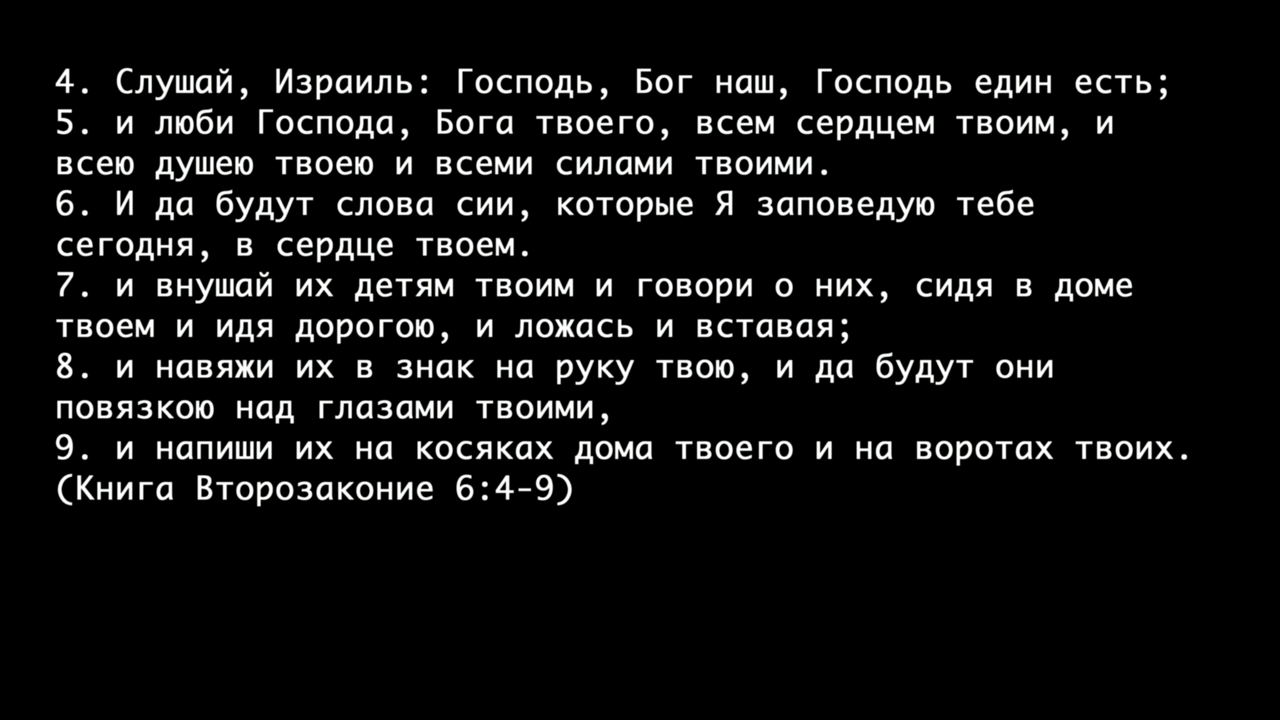 4. Слушай, Израиль: Господь, Бог наш, Господь един есть;
5. и люби Господа, Бога твоего, всем сердцем твоим, и
всею душею твоею и всеми силами твоими.
6. И да будут слова сии, которые Я заповедую тебе
сегодня, в сердце твоем.
7. и внушай их детям твоим и говори о них, сидя в доме
твоем и идя дорогою, и ложась и вставая;
8. и навяжи их в знак на руку твою, и да будут они
повязкою над глазами твоими,
9. и напиши их на косяках дома твоего и на воротах твоих.
(Книга Второзаконие 6:4-9)